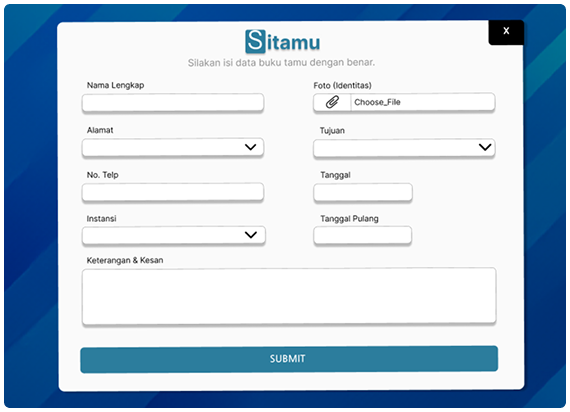 X
Sitamu
Silakan isi data buku tamu dengan benar.
Nama Lengkap
Foto (Identitas)
Choose_File
Alamat
Tujuan
No. Telp
Tanggal
Instansi
Tanggal Pulang
Keterangan & Kesan
SUBMIT